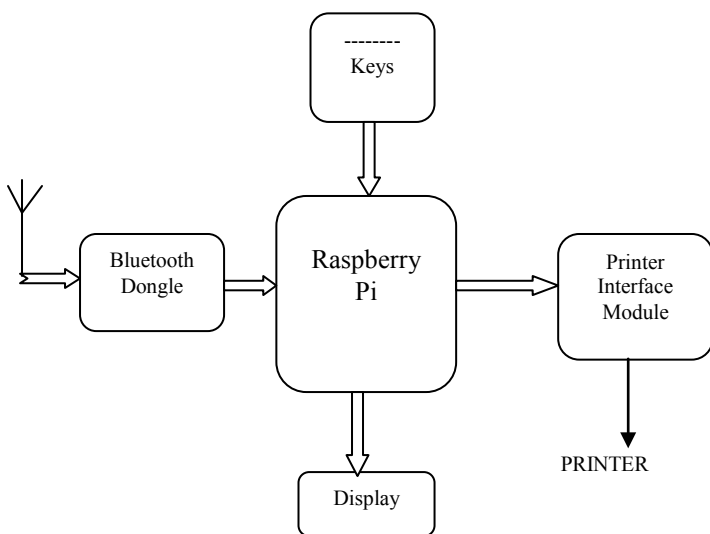 --------
Keys
Bluetooth
Dongle
Raspberry
Pi
Printer
Interface
Module
PRINTER
Display